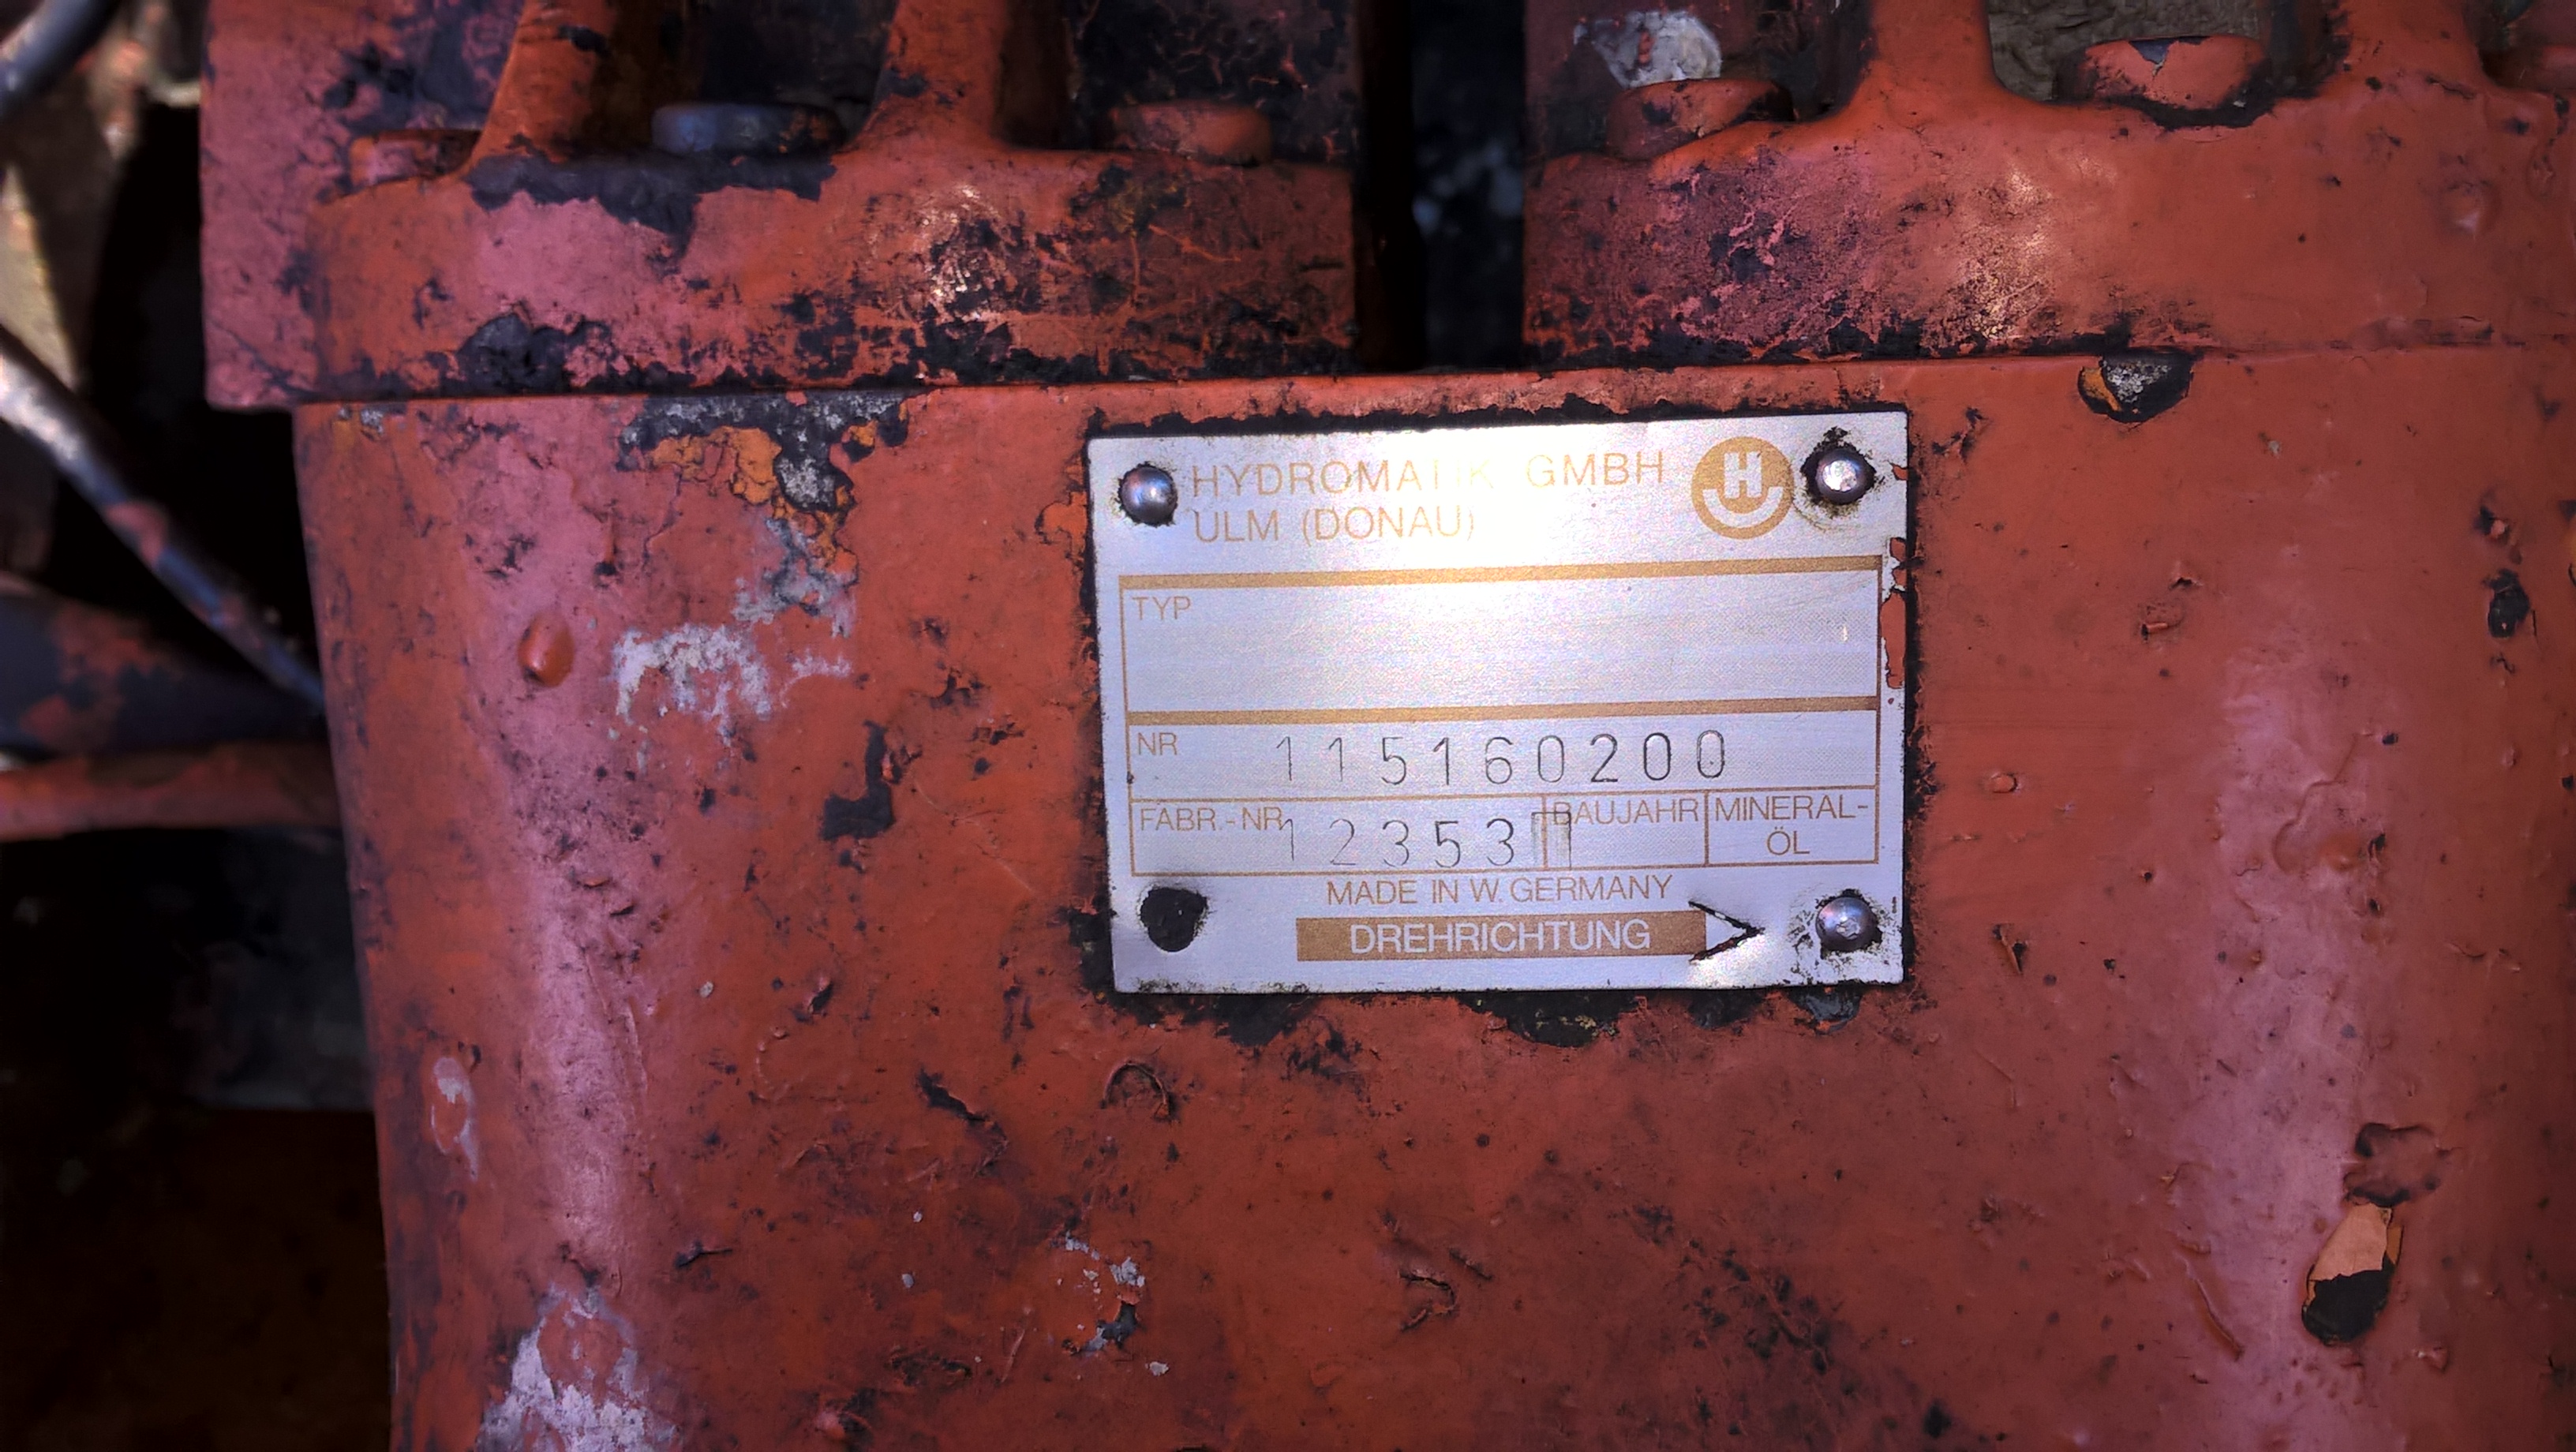 HYDROMATIK GMBH H
ULM (DONAU)
TYP
NR 115160200
FABR.-NR 12353 BAUJAHR MINERAL-
ÖL
MADE IN W. GERMANY
DREHRICHTUNG